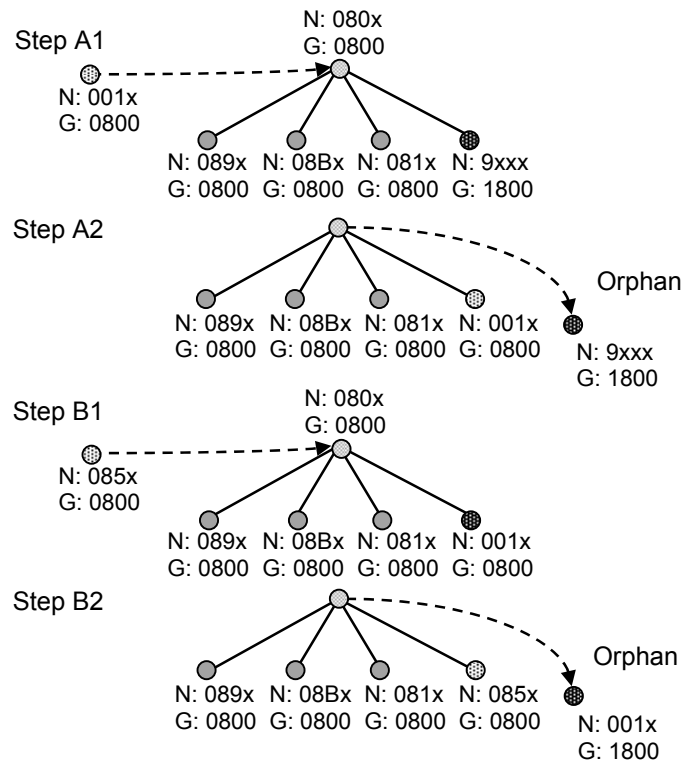 N: 080x
Step A1
G: 0800
N: 001x
G: 0800
N: 089x N: 08Bx N: 081x N: 9xxx
G: 0800 G: 0800 G: 0800 G: 1800
Step A2
Orphan
N: 089x N: 08Bx N: 081x N: 001x
G: 0800 G: 0800 G: 0800 G: 0800
N: 9xxx
G: 1800
N: 080x
Step B1
G: 0800
N: 085x
G: 0800
N: 089x N: 08Bx N: 081x N: 001x
G: 0800 G: 0800 G: 0800 G: 0800
Step B2
Orphan
N: 089x N: 08Bx N: 081x N: 085x
G: 0800 G: 0800 G: 0800 G: 0800
N: 001x
G: 1800